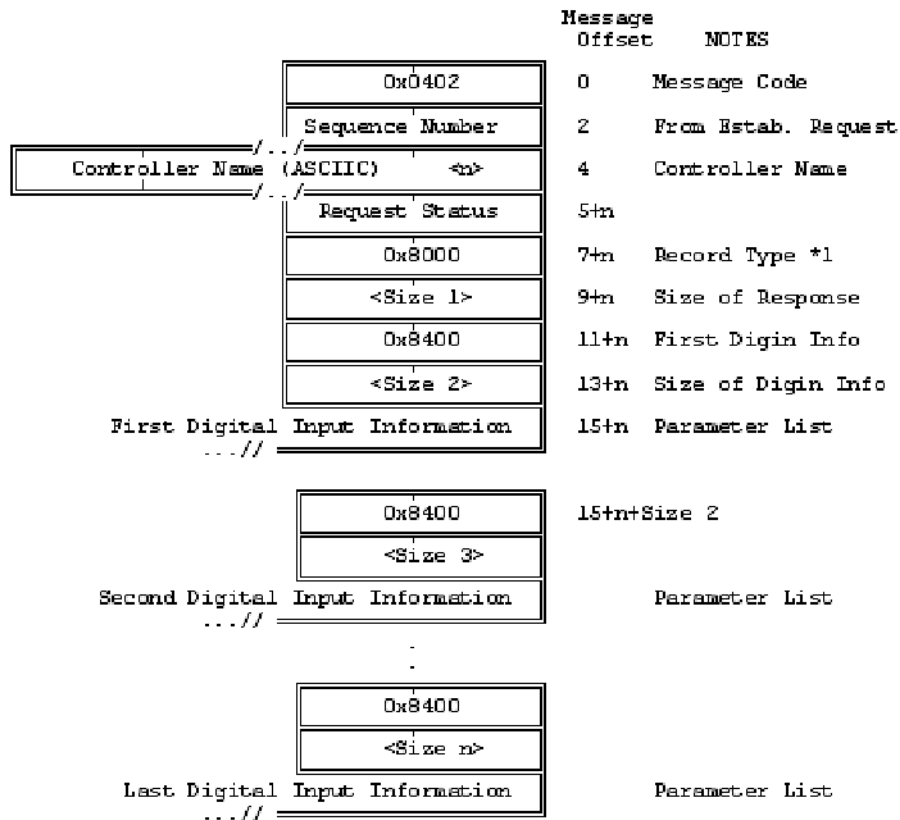 Message
Offset NOTES
0x0402 0 Message Code
Sequence Number 2 From Estab. Request
/../
Controller Name (ASCIIC) <n> 4 Controller Name
/../
Request Status 5+n
0x8000 7+n Record Type *1
<Size 1> 9+n Size of Response
0x8400 11+n First Digin Info
<Size 2> 13+n Size of Digin Info
First Digital Input Information 15+n Parameter List
...//
0x8400 15+n+Size 2
<Size 3>
Second Digital Input Information Parameter List
...//
.
.
0x8400
<Size n>
Last Digital Input Information Parameter List
...//